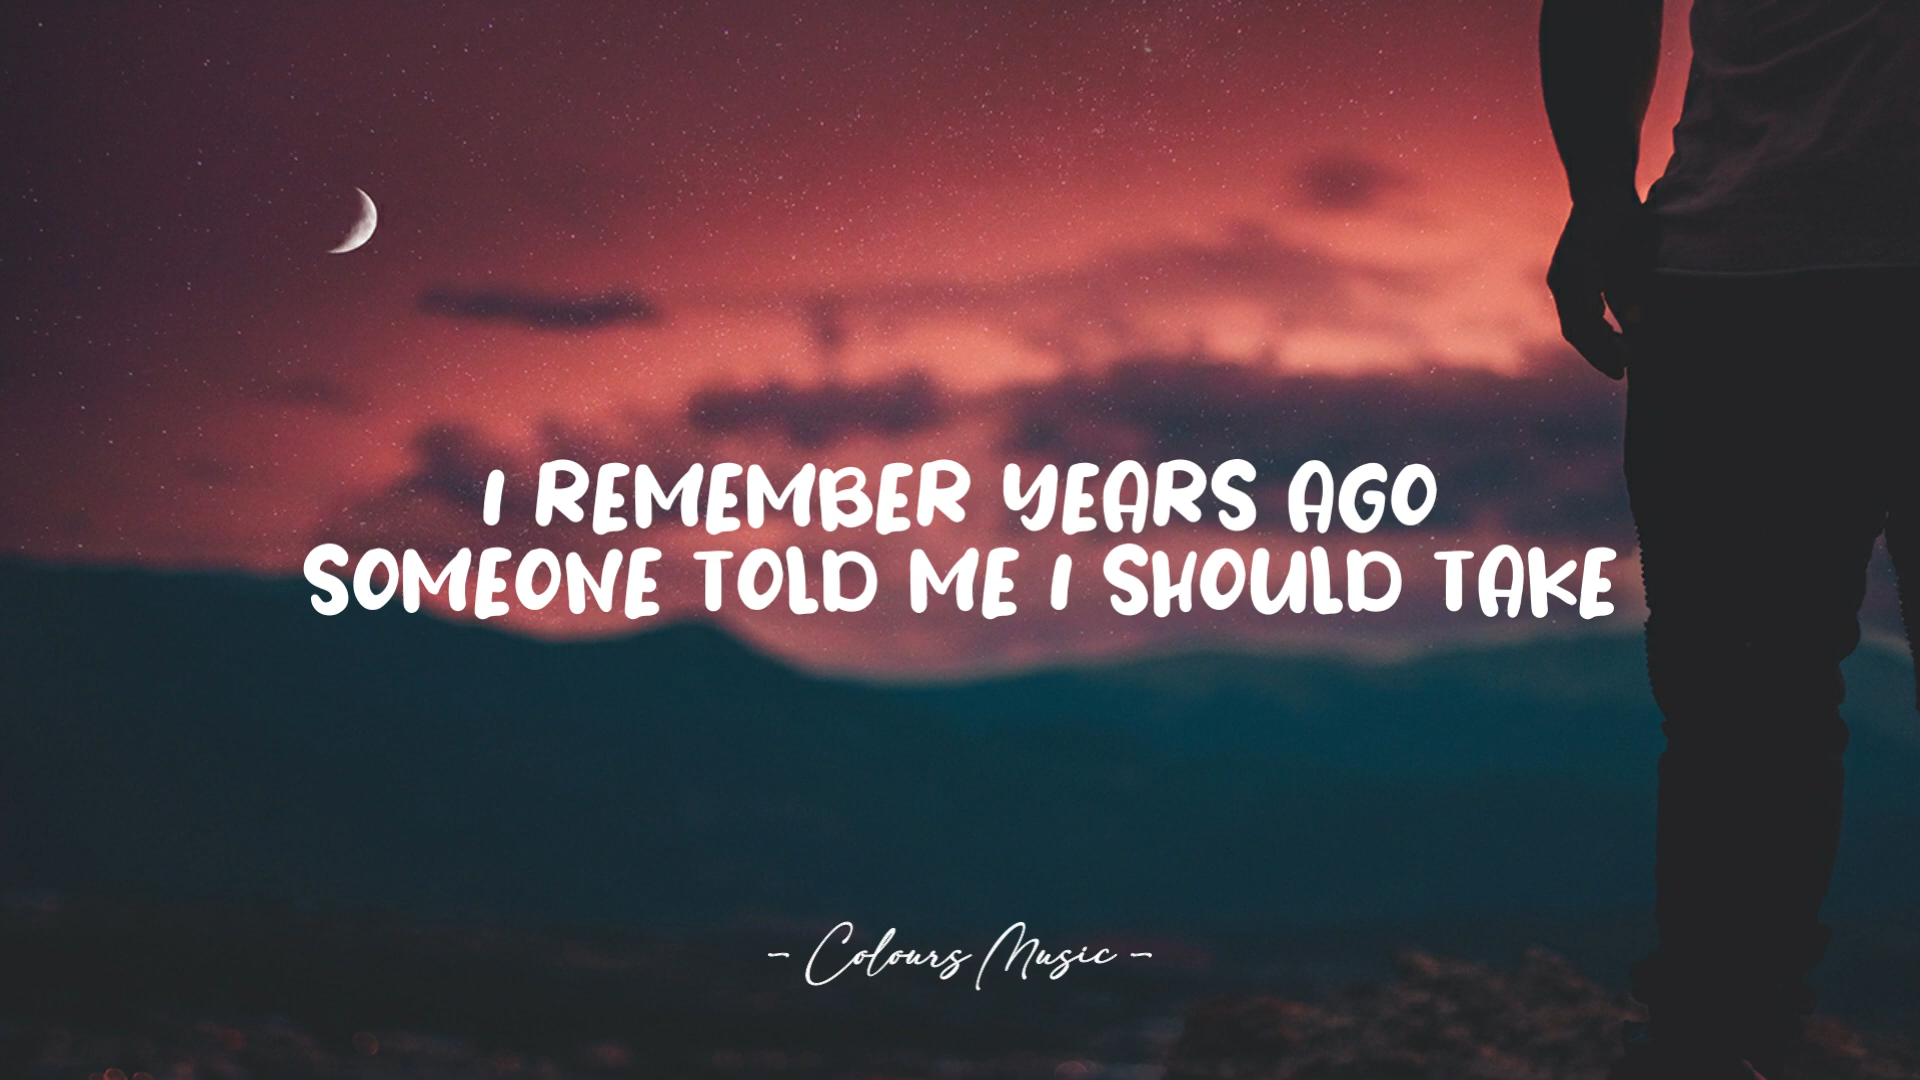 I REMEMBER YEARS AGO
SOMEONE TOLD ME I SHOULD TAKE
- Colours Music -